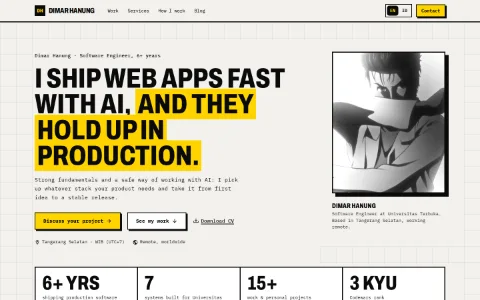 DH DIMAR HANUNG Work Services How I work Blog EN ID Contact
Dimar Hanung · Software Engineer, 6+ years
I SHIP WEB APPS FAST
WITH AI, AND THEY
HOLD UP IN
PRODUCTION.
Strong fundamentals and a safe way of working with AI: I pick
up whatever stack your product needs and take it from first
idea to a stable release.
Discuss your project → See my work ↓ Download CV
Tangerang Selatan · WIB (UTC+7) Remote, worldwide
DIMAR HANUNG
Software Engineer at Universitas Terbuka.
Based in Tangerang Selatan, working
remote.
6+ YRS
shipping production software
7
systems built for Universitas
15+
work & personal projects
3 KYU